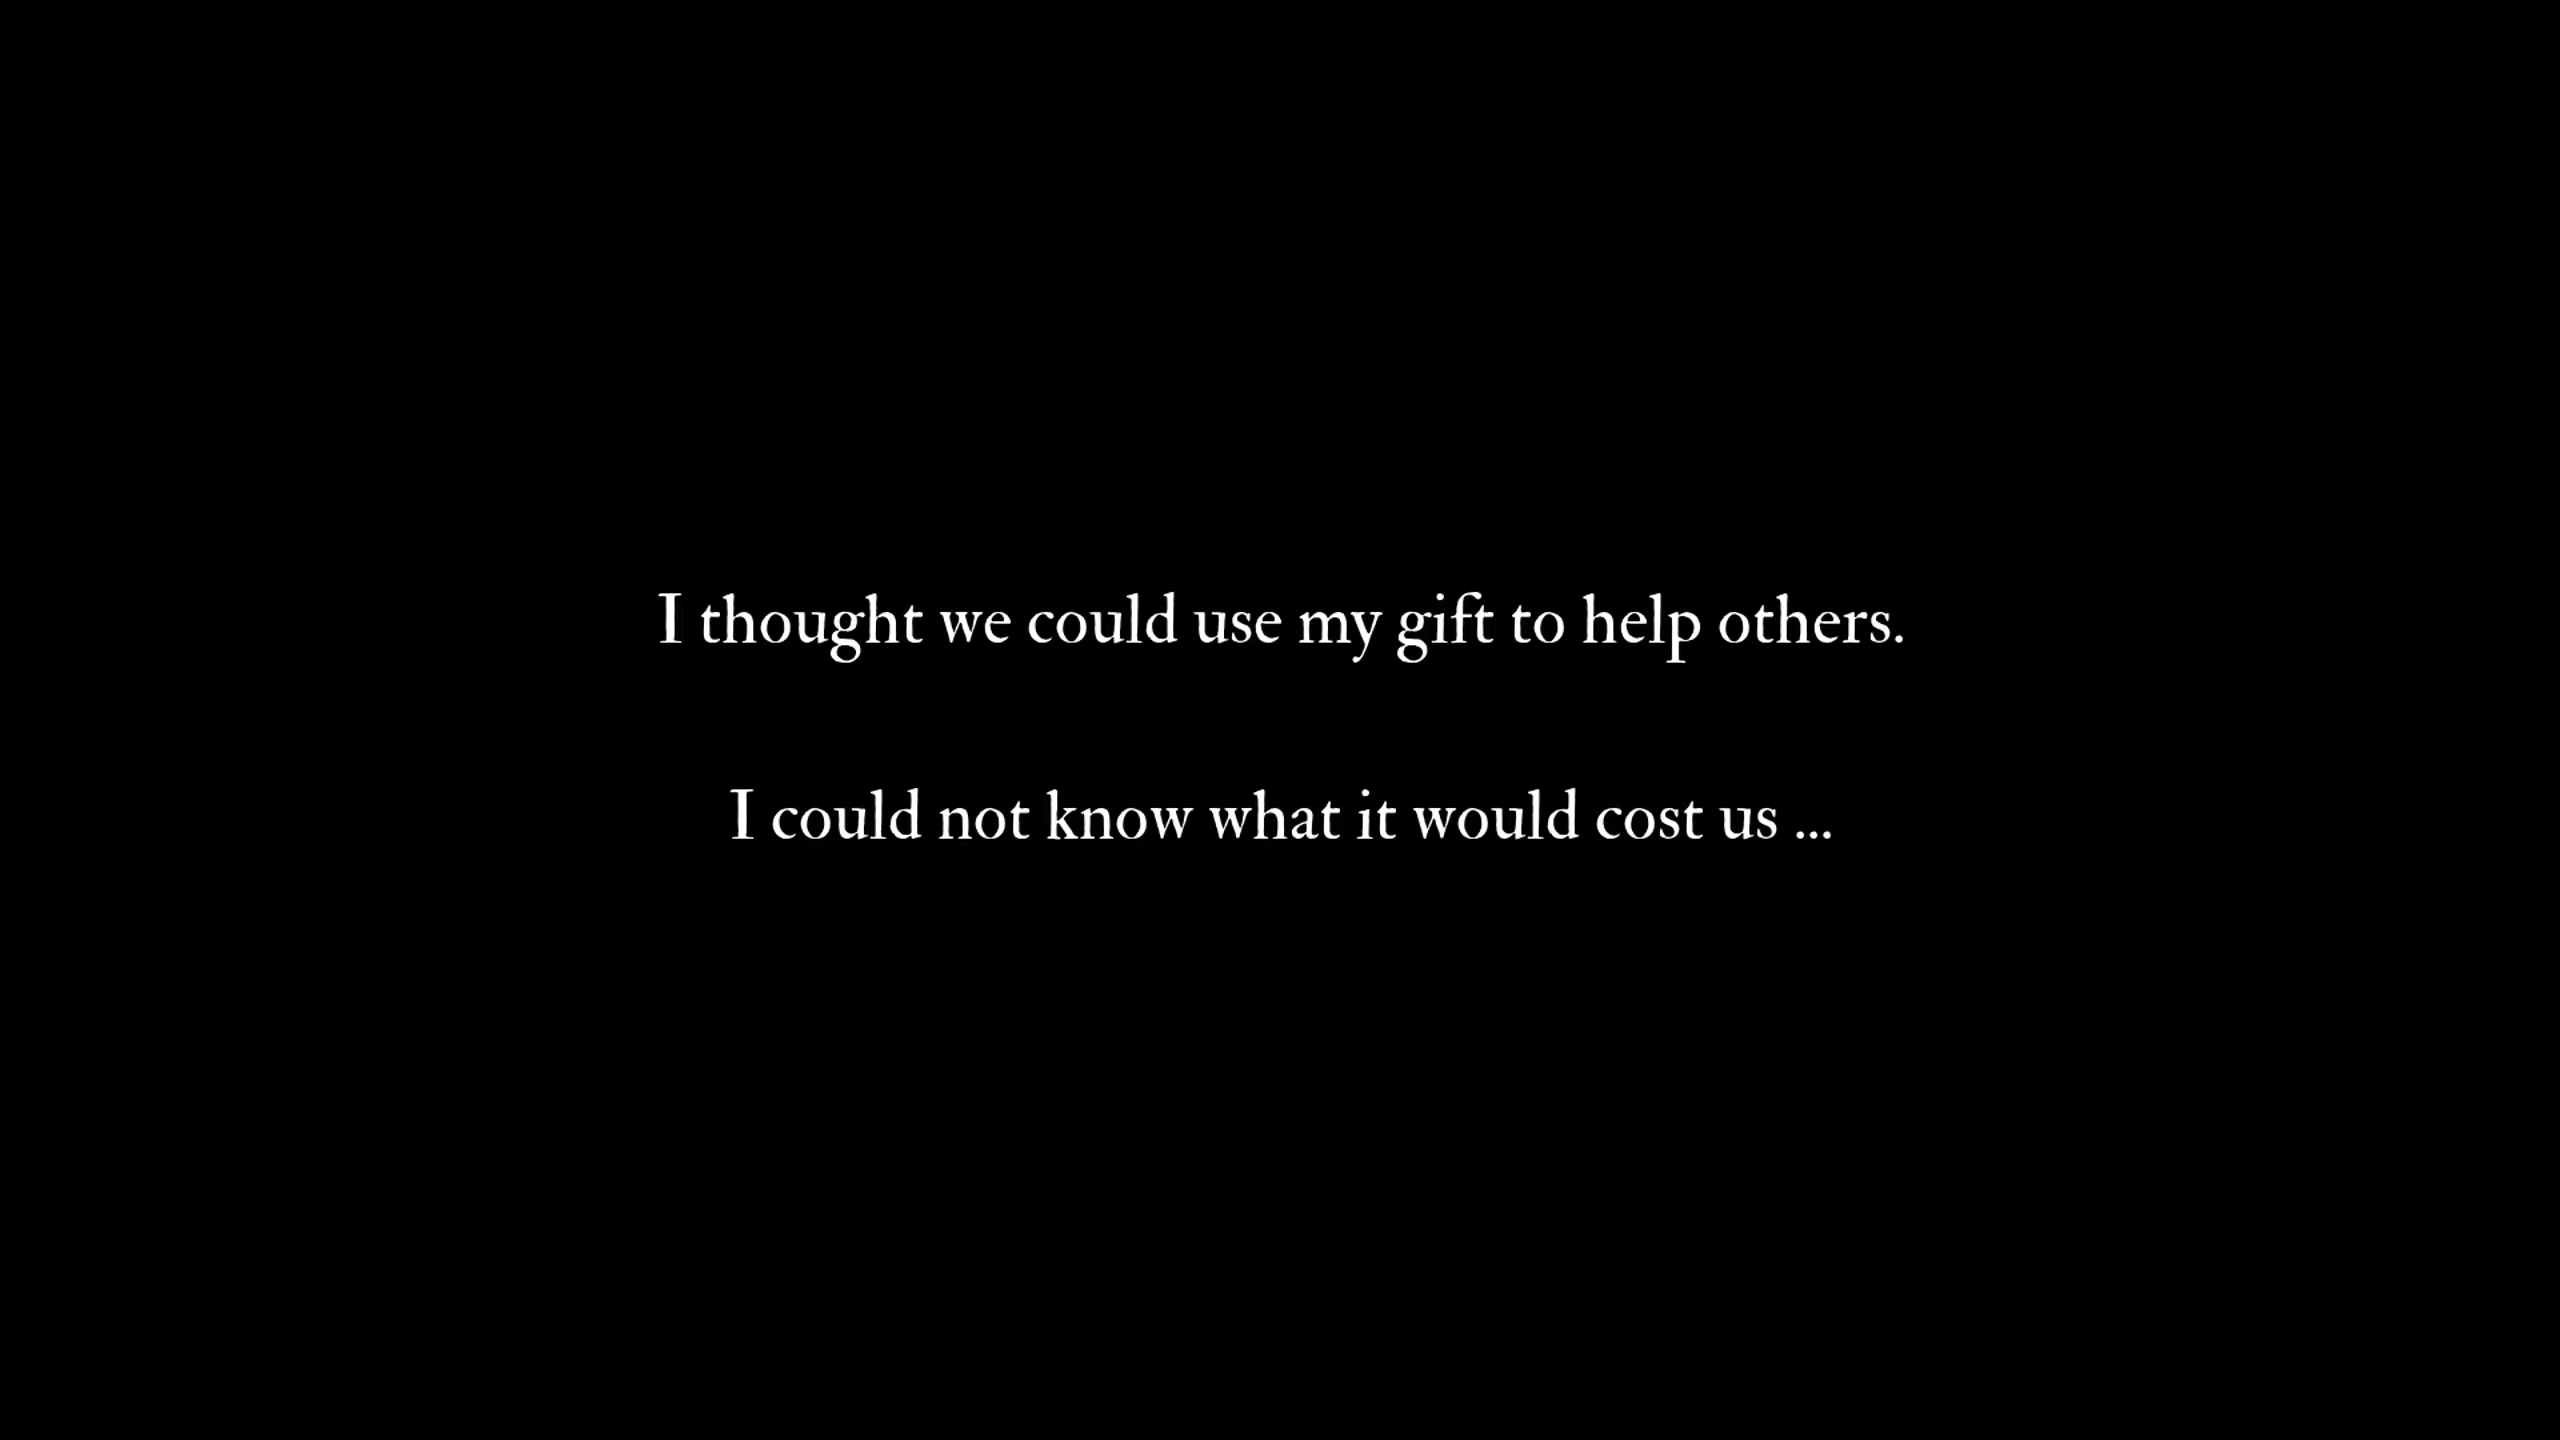 I thought we could use my gift to help others.
I could not know what it would cost us ...